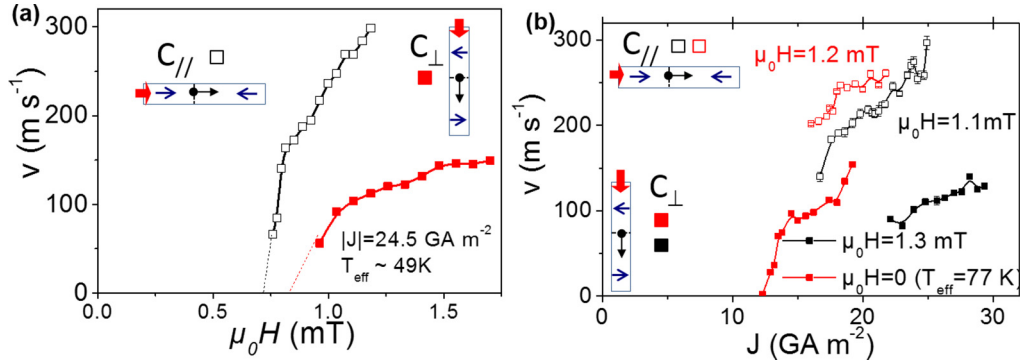 (a)
300
200
100
0
v (m s⁻¹)
C//
C⊥
|J|=24.5 GA m⁻²
T_eff ~ 49K
0.0
0.5
1.0
1.5
μ₀H (mT)
(b)
300
200
100
0
v (m s⁻¹)
C//
μ₀H=1.2 mT
μ₀H=1.1mT
C⊥
μ₀H=1.3 mT
μ₀H=0 (T_eff=77 K)
0
10
20
30
J (GA m⁻²)